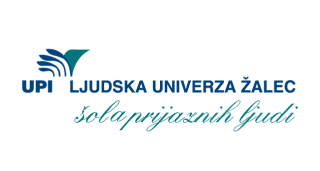 UPI LJUDSKA UNIVERZA ŽALEC
šola prijaznih ljudi